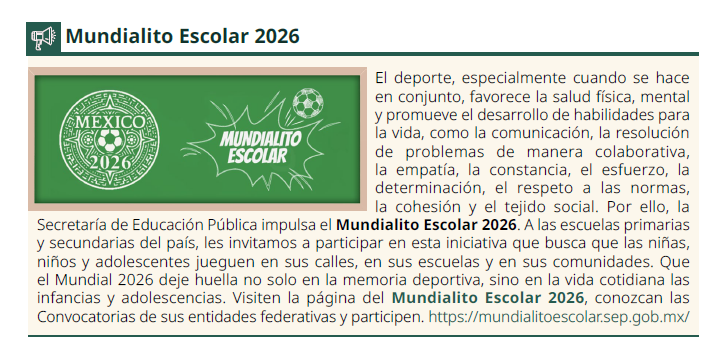 Mundialito Escolar 2026
MEXICO
2026
MUNDIALITO
ESCOLAR
El deporte, especialmente cuando se hace
en conjunto, favorece la salud física, mental
y promueve el desarrollo de habilidades para
la vida, como la comunicación, la resolución
de problemas de manera colaborativa,
la empatía, la constancia, el esfuerzo, la
determinación, el respeto a las normas,
la cohesión y el tejido social. Por ello, la
Secretaría de Educación Pública impulsa el Mundialito Escolar 2026. A las escuelas primarias
y secundarias del país, les invitamos a participar en esta iniciativa que busca que las niñas,
niños y adolescentes jueguen en sus calles, en sus escuelas y en sus comunidades. Que
el Mundial 2026 deje huella no solo en la memoria deportiva, sino en la vida cotidiana las
infancias y adolescencias. Visiten la página del Mundialito Escolar 2026, conozcan las
Convocatorias de sus entidades federativas y participen. https://mundialitoescolar.sep.gob.mx/